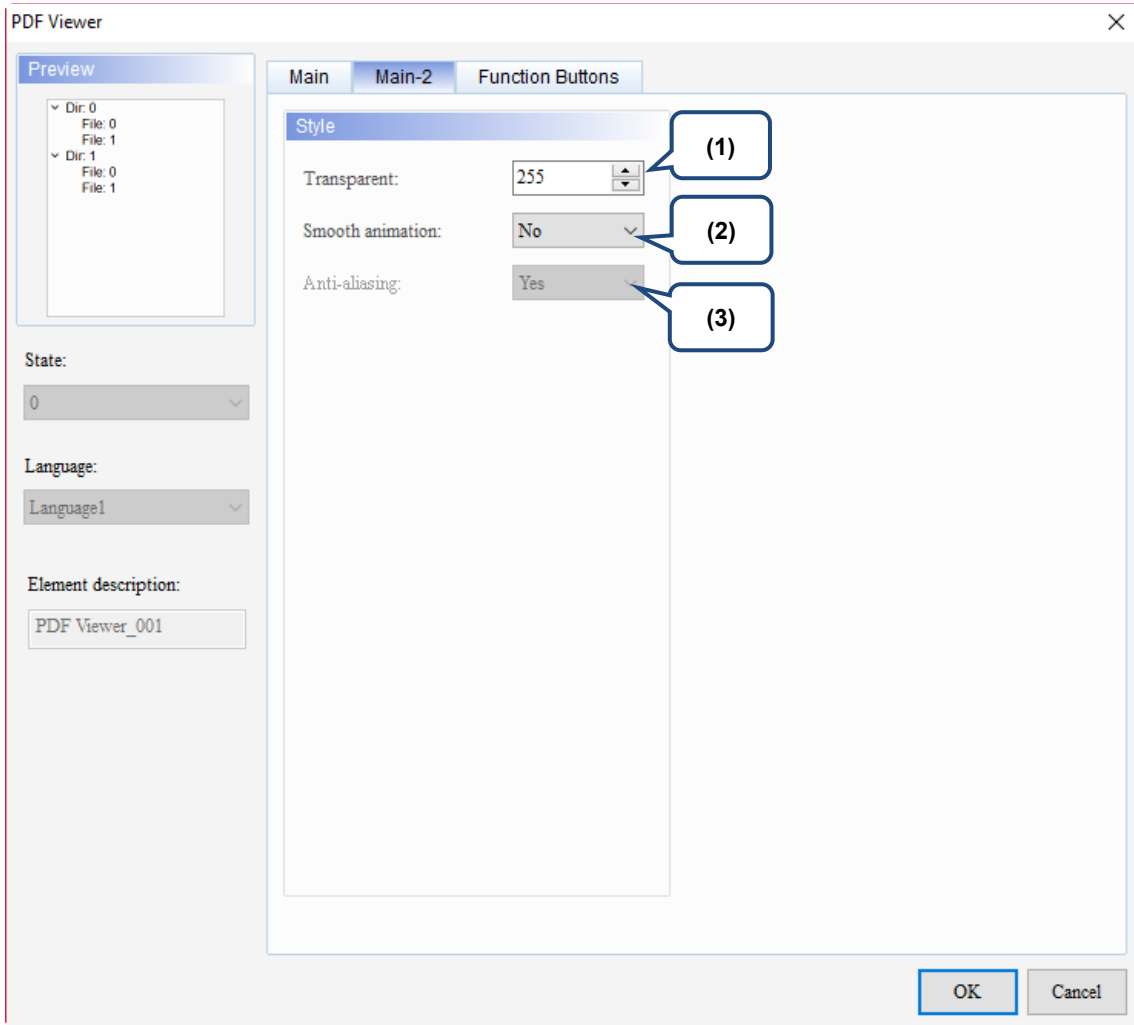 PDF Viewer
Preview
Dir: 0
File: 0
File: 1
Dir: 1
File: 0
File: 1
State:
0
Language:
Language1
Element description:
PDF Viewer_001
Main Main-2 Function Buttons
Style
Transparent: 255 (1)
Smooth animation: No (2)
Anti-aliasing: Yes (3)
OK Cancel